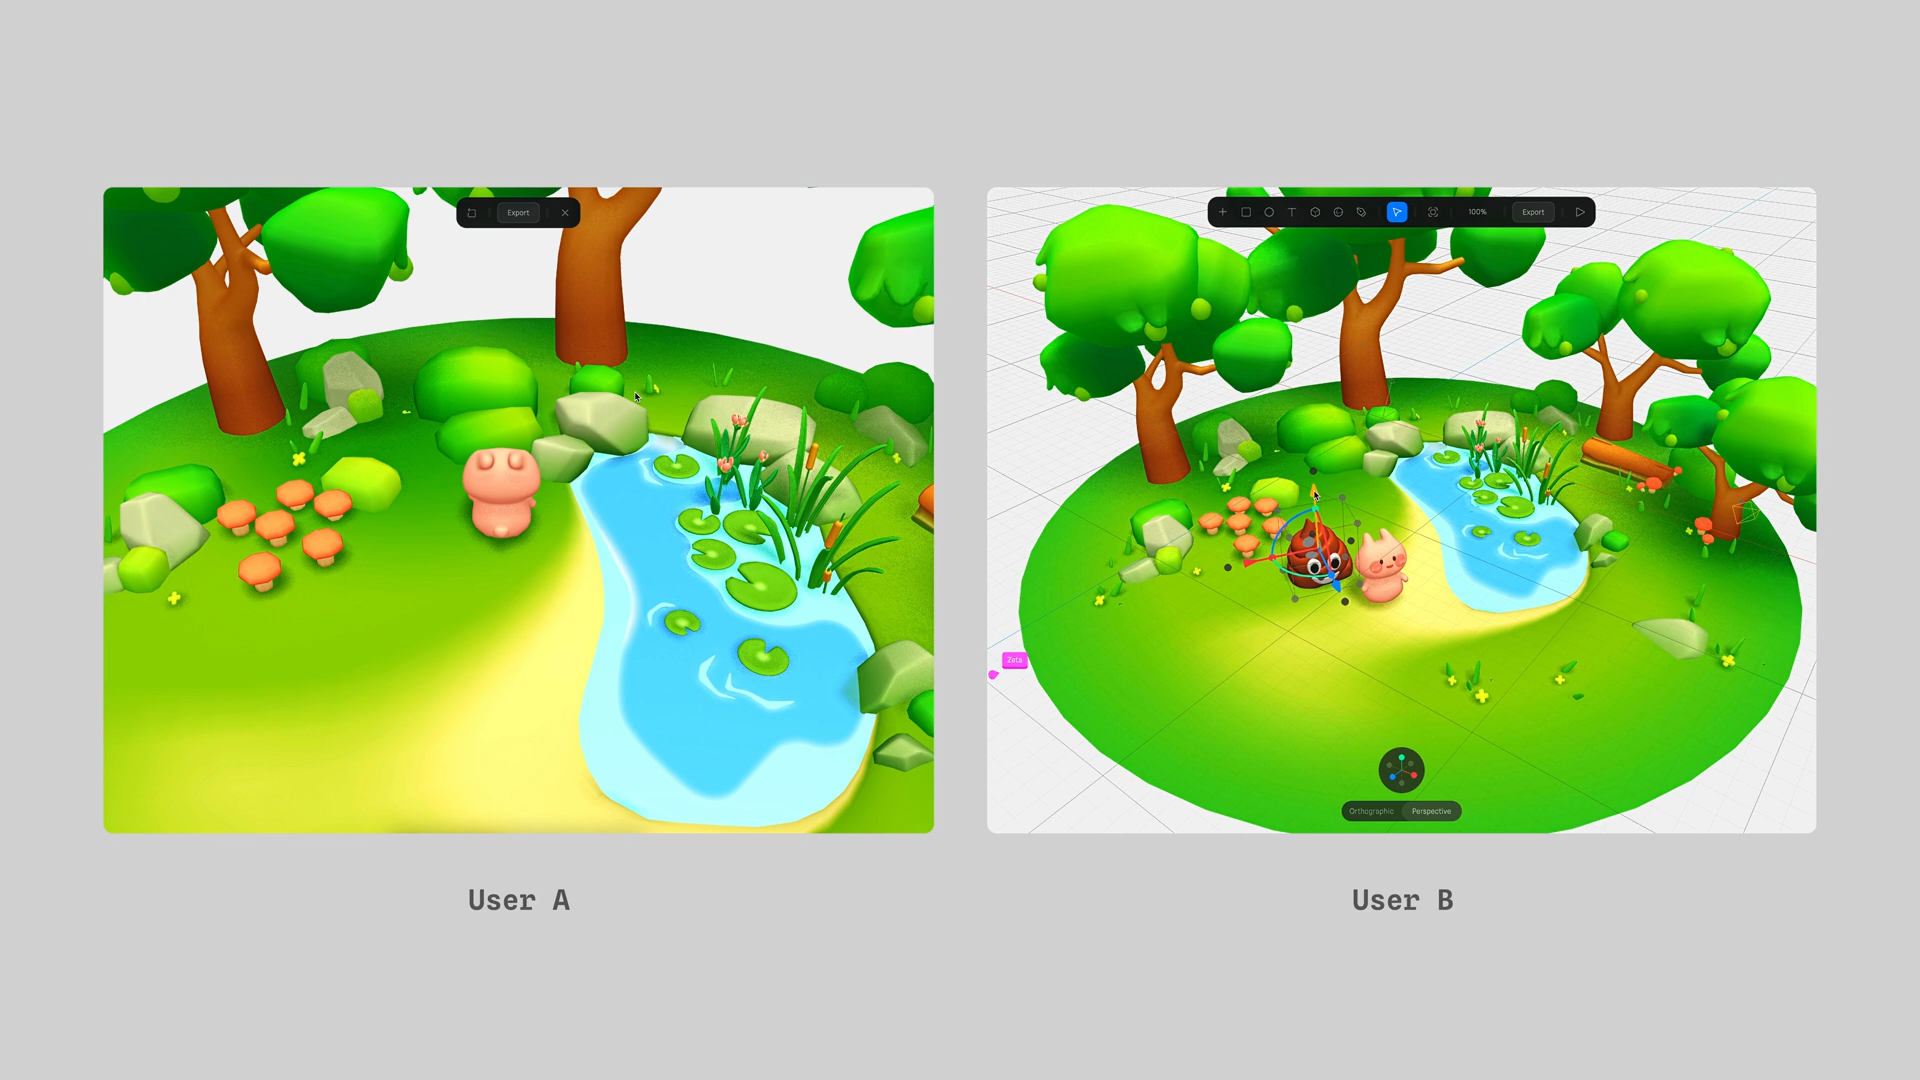 Export
100%
Export
Zeta
Orthographic
Perspective
User A
User B